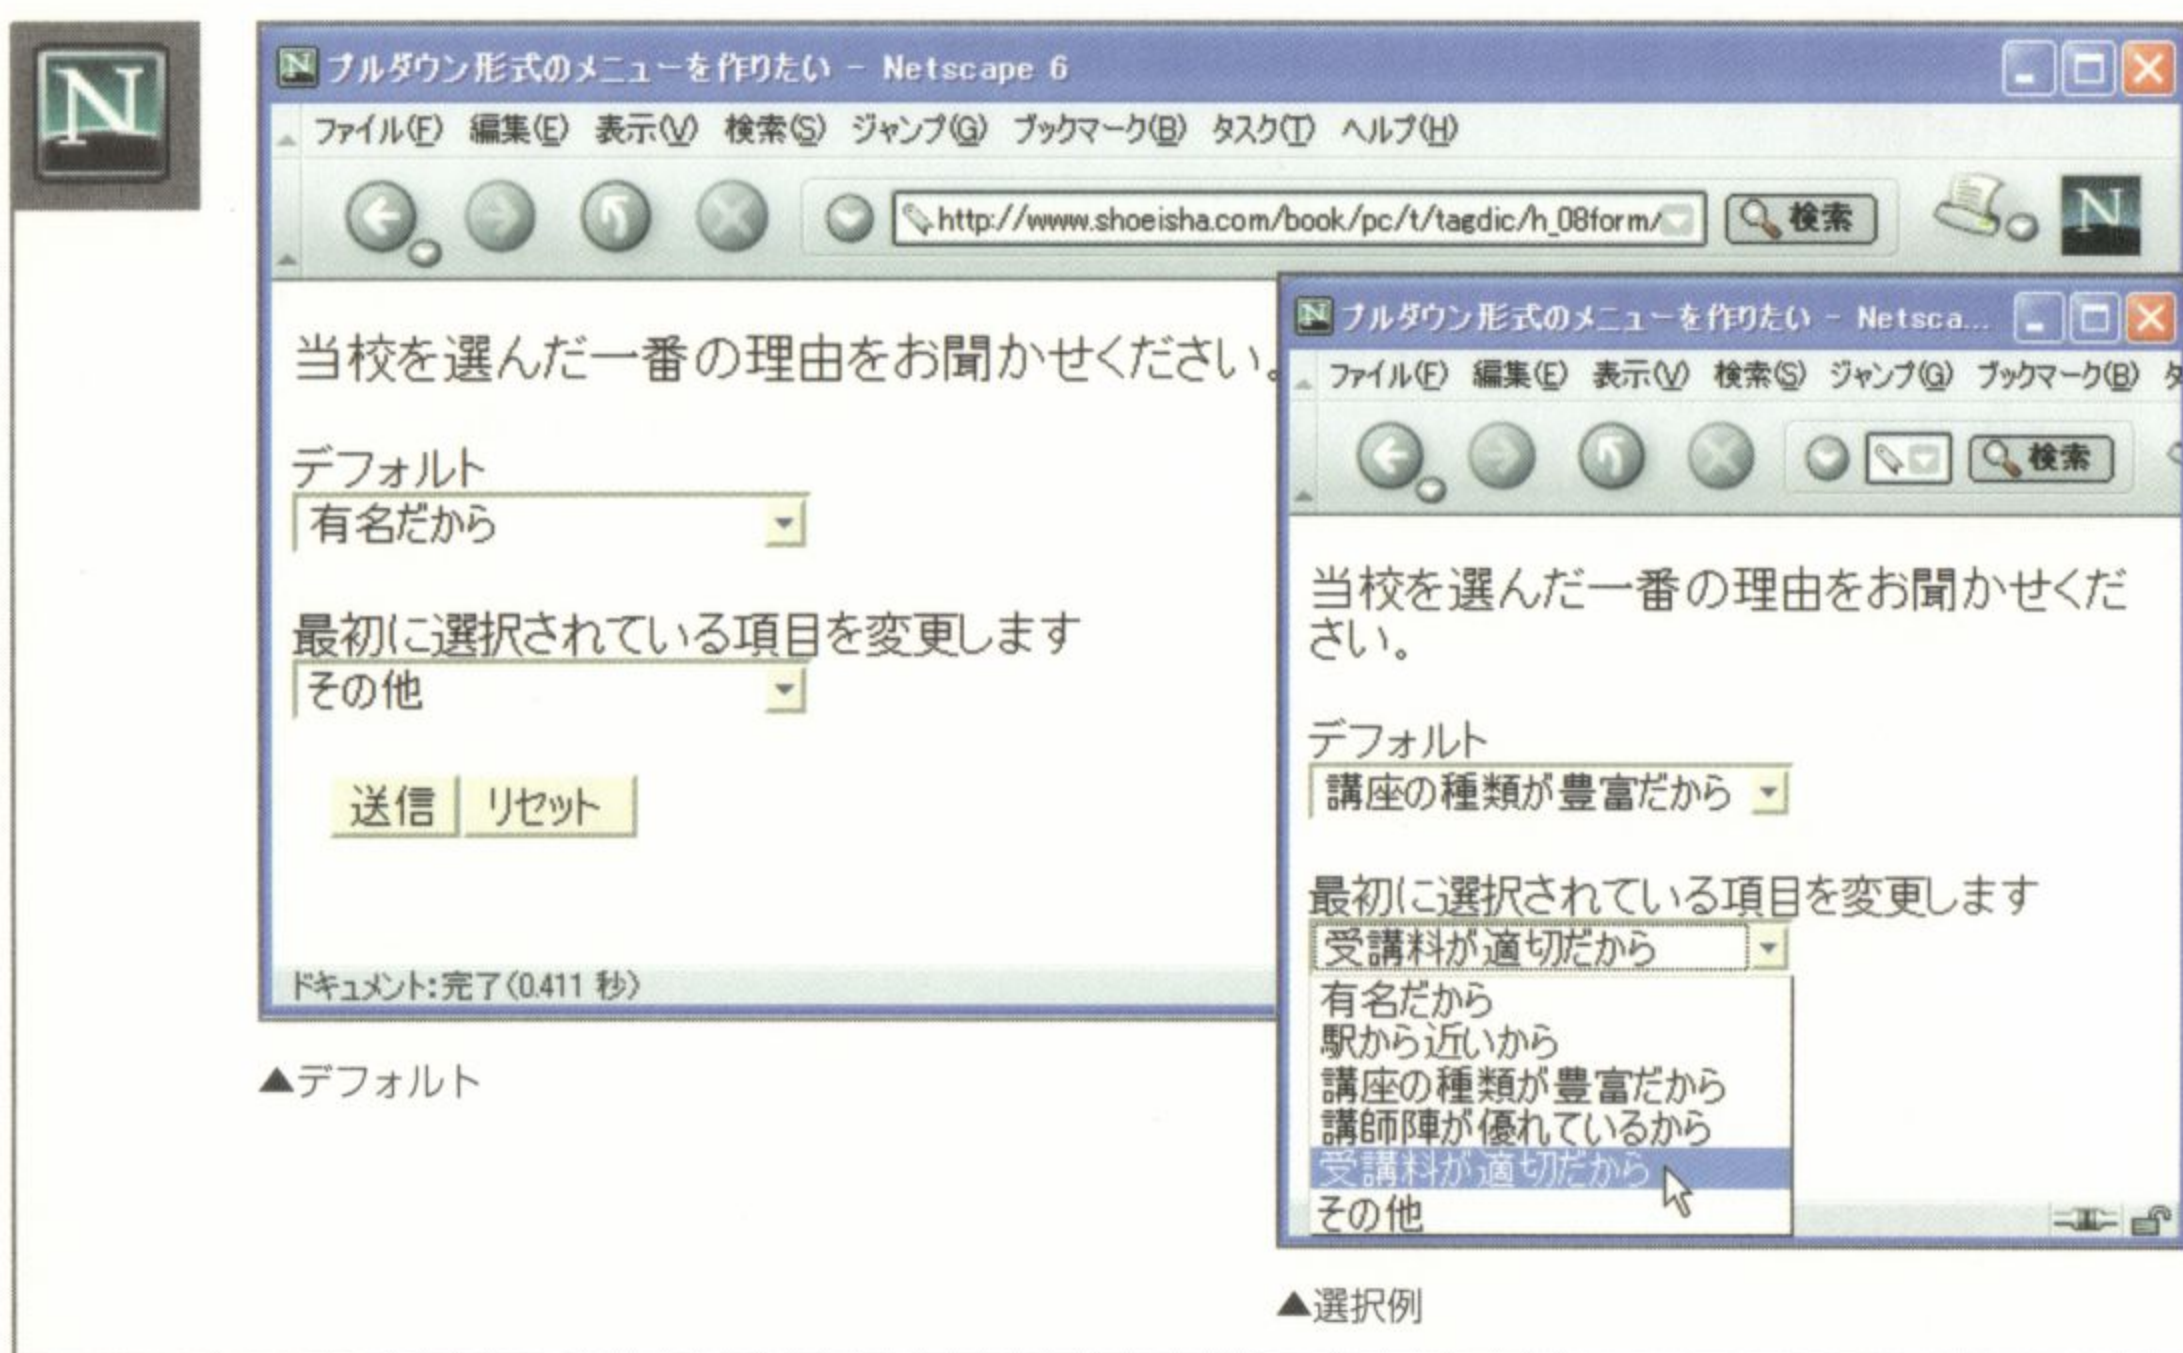 N
プルダウン形式のメニューを作りたい - Netscape 6
ファイル(F) 編集(E) 表示(V) 検索(S) ジャンプ(G) ブックマーク(B) タスク(T) ヘルプ(H)
http://www.shoeisha.com/book/pc/t/tagdic/h_08form/ 検索 N
当校を選んだ一番の理由をお聞かせください。
デフォルト
有名だから
最初に選択されている項目を変更します
その他
送信 リセット
ドキュメント:完了(0.411 秒)
▲デフォルト
プルダウン形式のメニューを作りたい - Netsca...
ファイル(F) 編集(E) 表示(V) 検索(S) ジャンプ(G) ブックマーク(B) タ
検索
当校を選んだ一番の理由をお聞かせくだ
さい。
デフォルト
講座の種類が豊富だから
最初に選択されている項目を変更します
受講料が適切だから
有名だから
駅から近いから
講座の種類が豊富だから
講師陣が優れているから
受講料が適切だから
その他
▲選択例